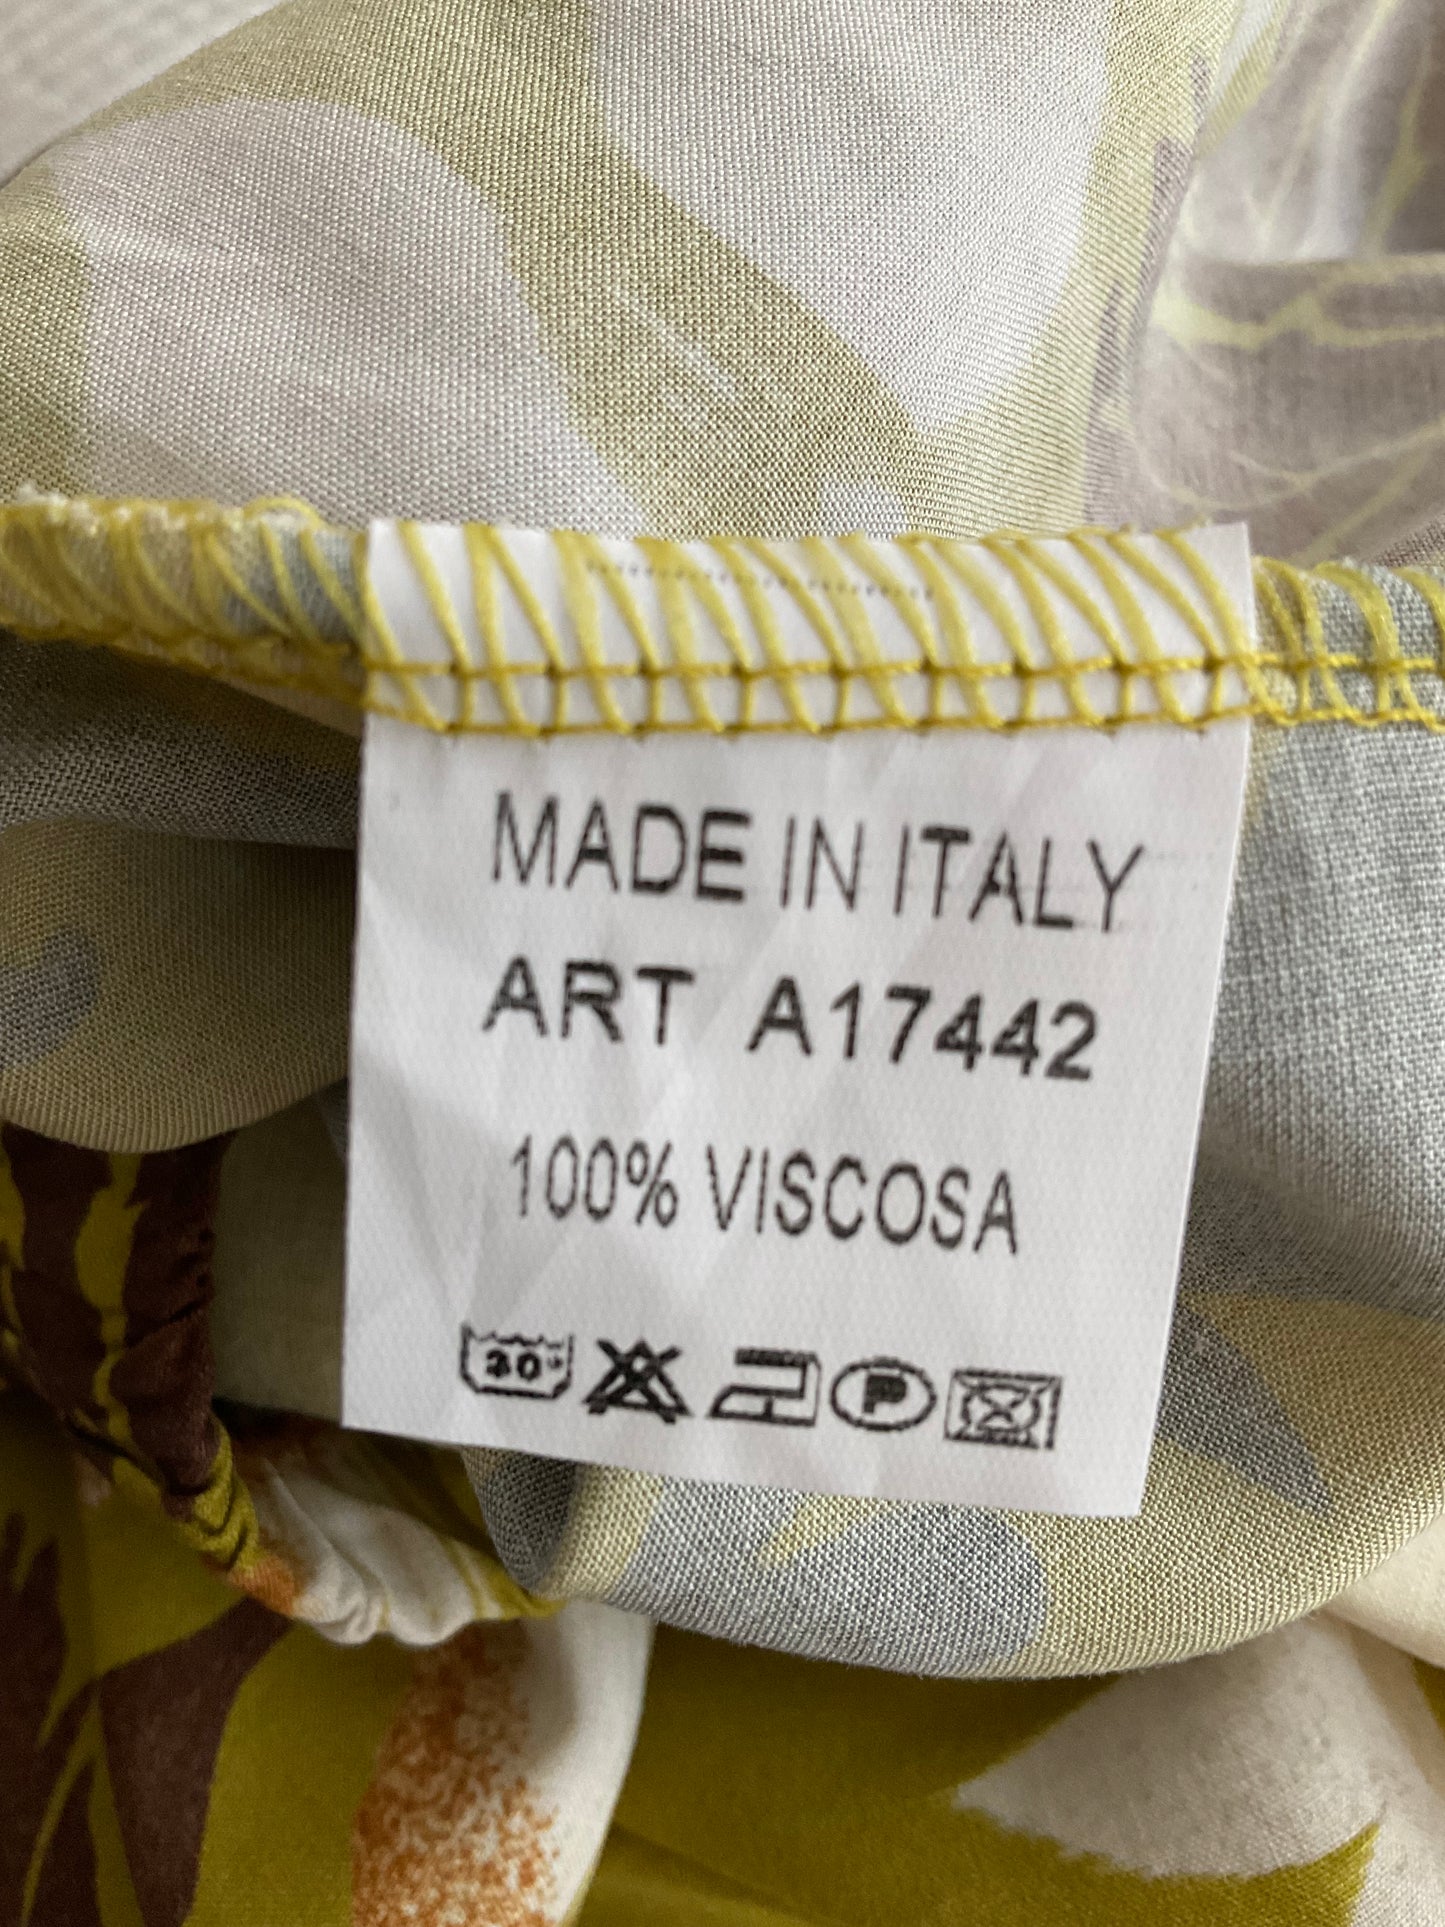 MADE IN ITALY
ART A17442
100% VISCOSA
30° P